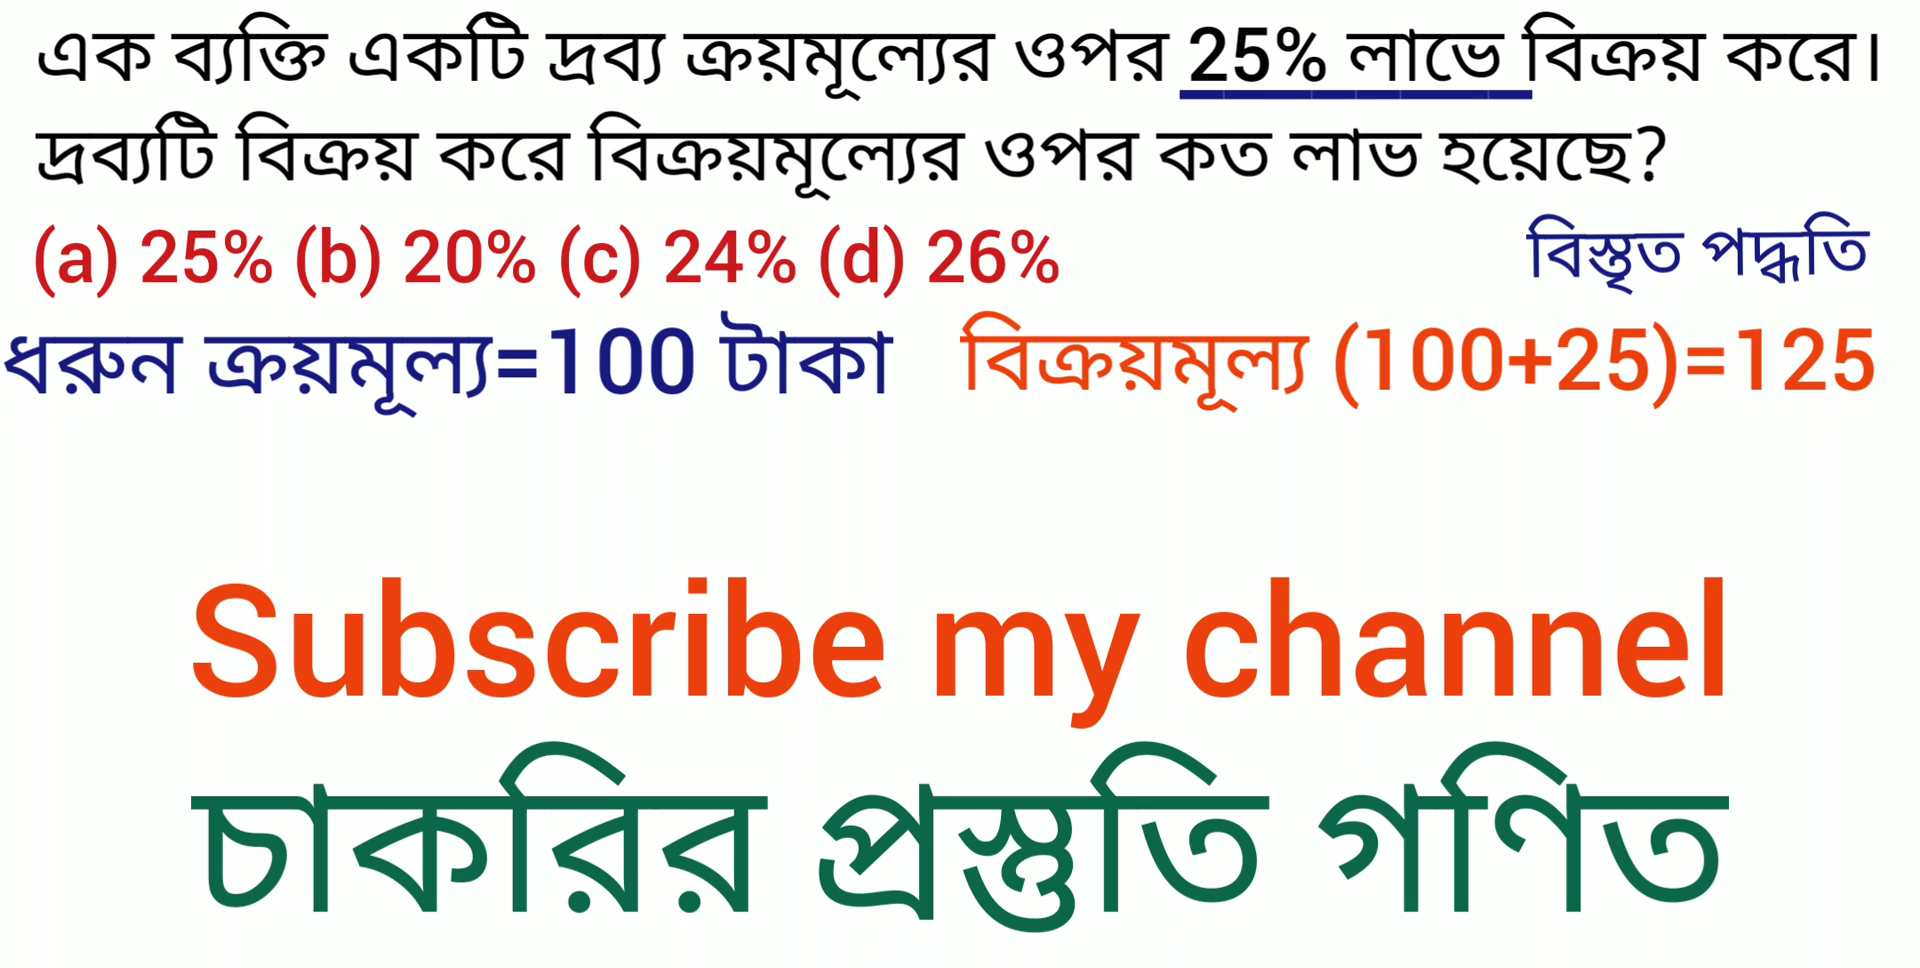 এক ব্যক্তি একটি দ্রব্য ক্রয়মূল্যের ওপর 25% লাভে বিক্রয় করে।
দ্রব্যটি বিক্রয় করে বিক্রয়মূল্যের ওপর কত লাভ হয়েছে?
(a) 25% (b) 20% (c) 24% (d) 26% বিস্তৃত পদ্ধতি
ধরুন ক্রয়মূল্য=100 টাকা বিক্রয়মূল্য (100+25)=125
Subscribe my channel
চাকরির প্রস্তুতি গণিত